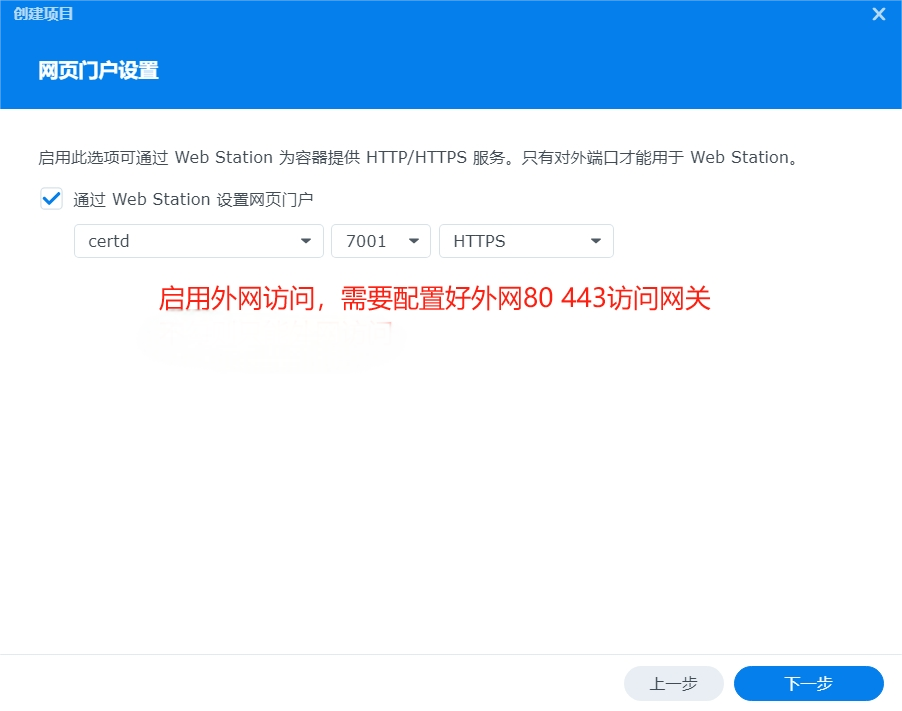 创建项目
网页门户设置
启用此选项可通过 Web Station 为容器提供 HTTP/HTTPS 服务。只有对外端口才能用于 Web Station。
通过 Web Station 设置网页门户
certd 7001 HTTPS
启用外网访问，需要配置好外网80 443访问网关
上一步 下一步